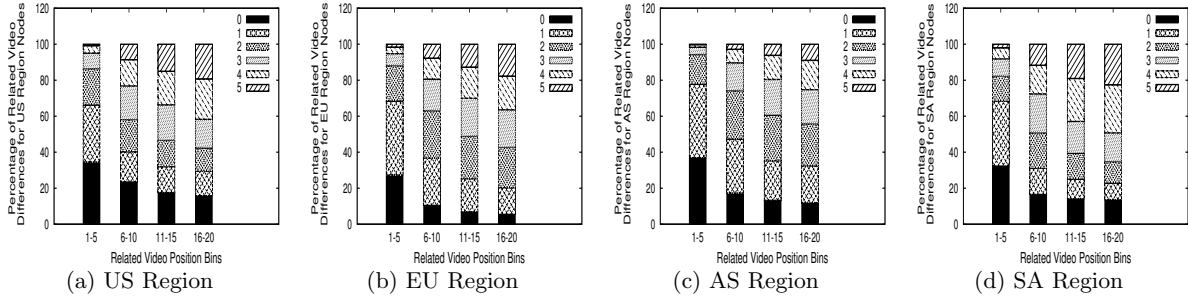 Percentage of Related Video
Differences for US Region Nodes
120
100
80
60
40
20
0
0
1
2
3
4
5
1-5 6-10 11-15 16-20
Related Video Position Bins
(a) US Region
Percentage of Related Video
Differences for EU Region Nodes
120
100
80
60
40
20
0
0
1
2
3
4
5
1-5 6-10 11-15 16-20
Related Video Position Bins
(b) EU Region
Percentage of Related Video
Differences for AS Region Nodes
120
100
80
60
40
20
0
0
1
2
3
4
5
1-5 6-10 11-15 16-20
Related Video Position Bins
(c) AS Region
Percentage of Related Video
Differences for SA Region Nodes
120
100
80
60
40
20
0
0
1
2
3
4
5
1-5 6-10 11-15 16-20
Related Video Position Bins
(d) SA Region